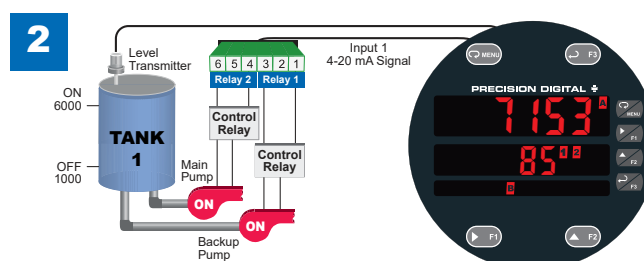 2
Level
Transmitter
6 5 4 3 2 1
Relay 2 Relay 1
Input 1
4-20 mA Signal
ON
6000
OFF
1000
TANK
1
Control
Relay
Control
Relay
Main
Pump
ON
Backup
Pump
ON
MENU
F3
PRECISION DIGITAL
7153 A
85 1 2
B
MENU
F1
F2
F3
F1
F2